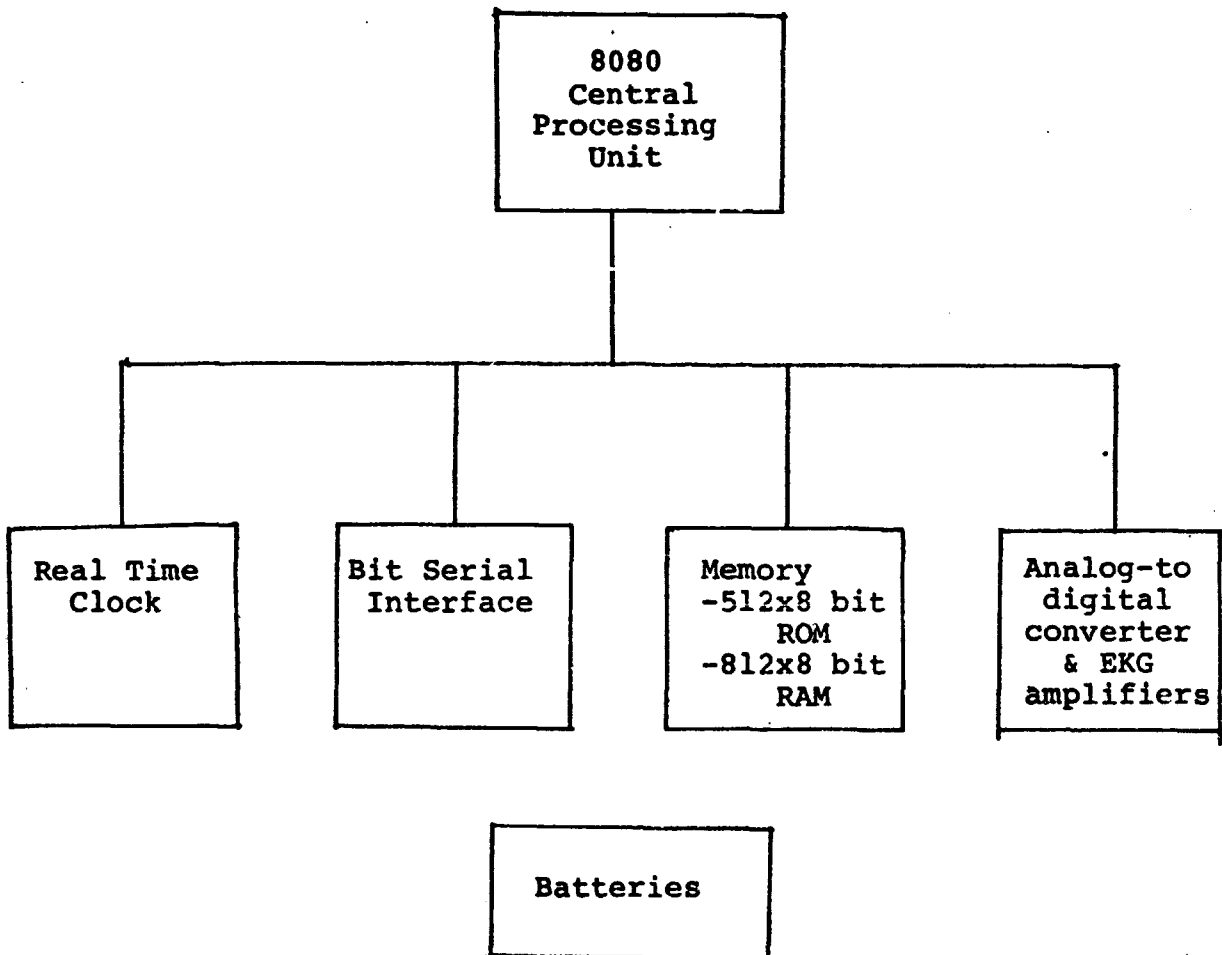 8080
Central
Processing
Unit
Real Time
Clock
Bit Serial
Interface
Memory
-512x8 bit
ROM
-812x8 bit
RAM
Analog-to
digital
converter
& EKG
amplifiers
Batteries